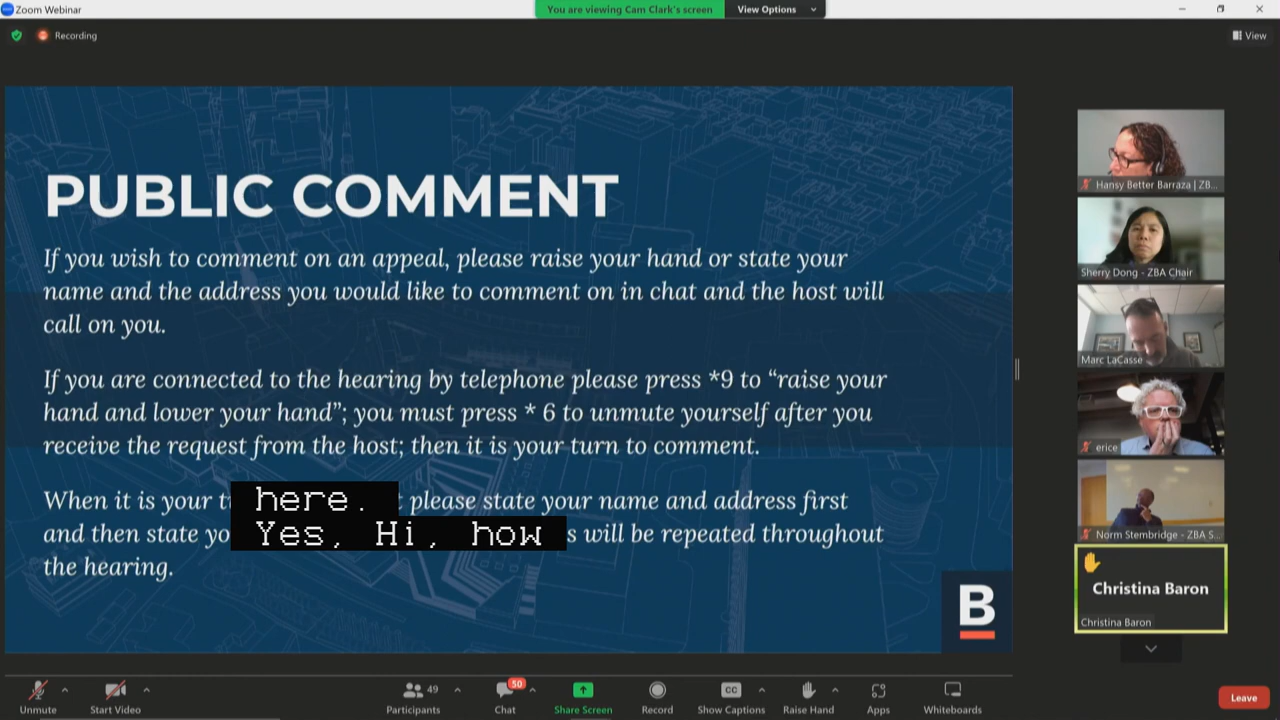 Zoom Webinar
You are viewing Cam Clark's screen
View Options
Recording
View
PUBLIC COMMENT
If you wish to comment on an appeal, please raise your hand or state your
name and the address you would like to comment on in chat and the host will
call on you.
If you are connected to the hearing by telephone please press *9 to “raise your
hand and lower your hand”; you must press * 6 to unmute yourself after you
receive the request from the host; then it is your turn to comment.
When it is your please state your name and address first
and then state will be repeated throughout
the hearing.
here.
Yes, Hi, how
B
Hansy Better Barraza | ZB...
Sherry Dong - ZBA Chair
Marc LaCasse
erice
Norm Stembridge - ZBA S...
Christina Baron
Christina Baron
Unmute
Start Video
49
Participants
50
Chat
Share Screen
Record
CC
Show Captions
Raise Hand
Apps
Whiteboards
Leave